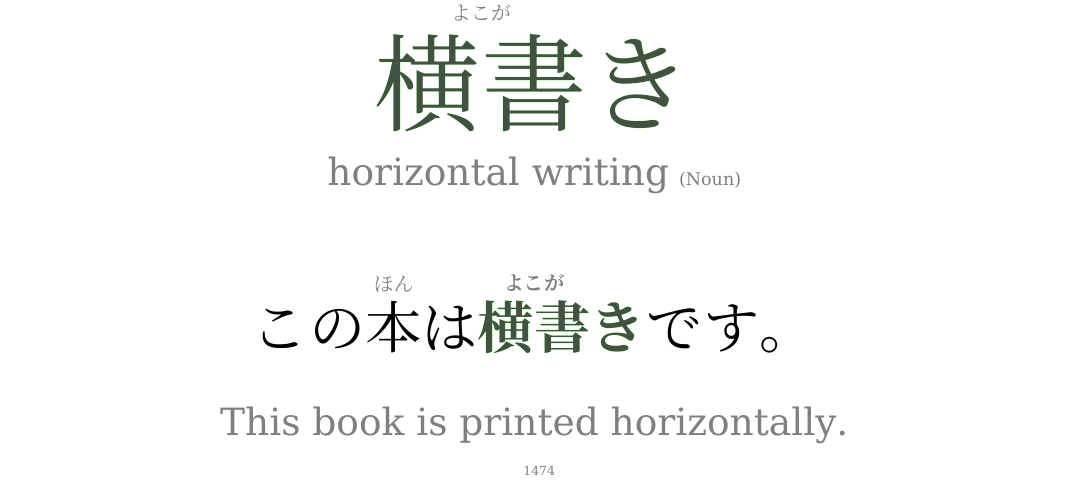 よこが
横書き
horizontal writing (Noun)
ほん よこが
この本は横書きです。
This book is printed horizontally.
1474